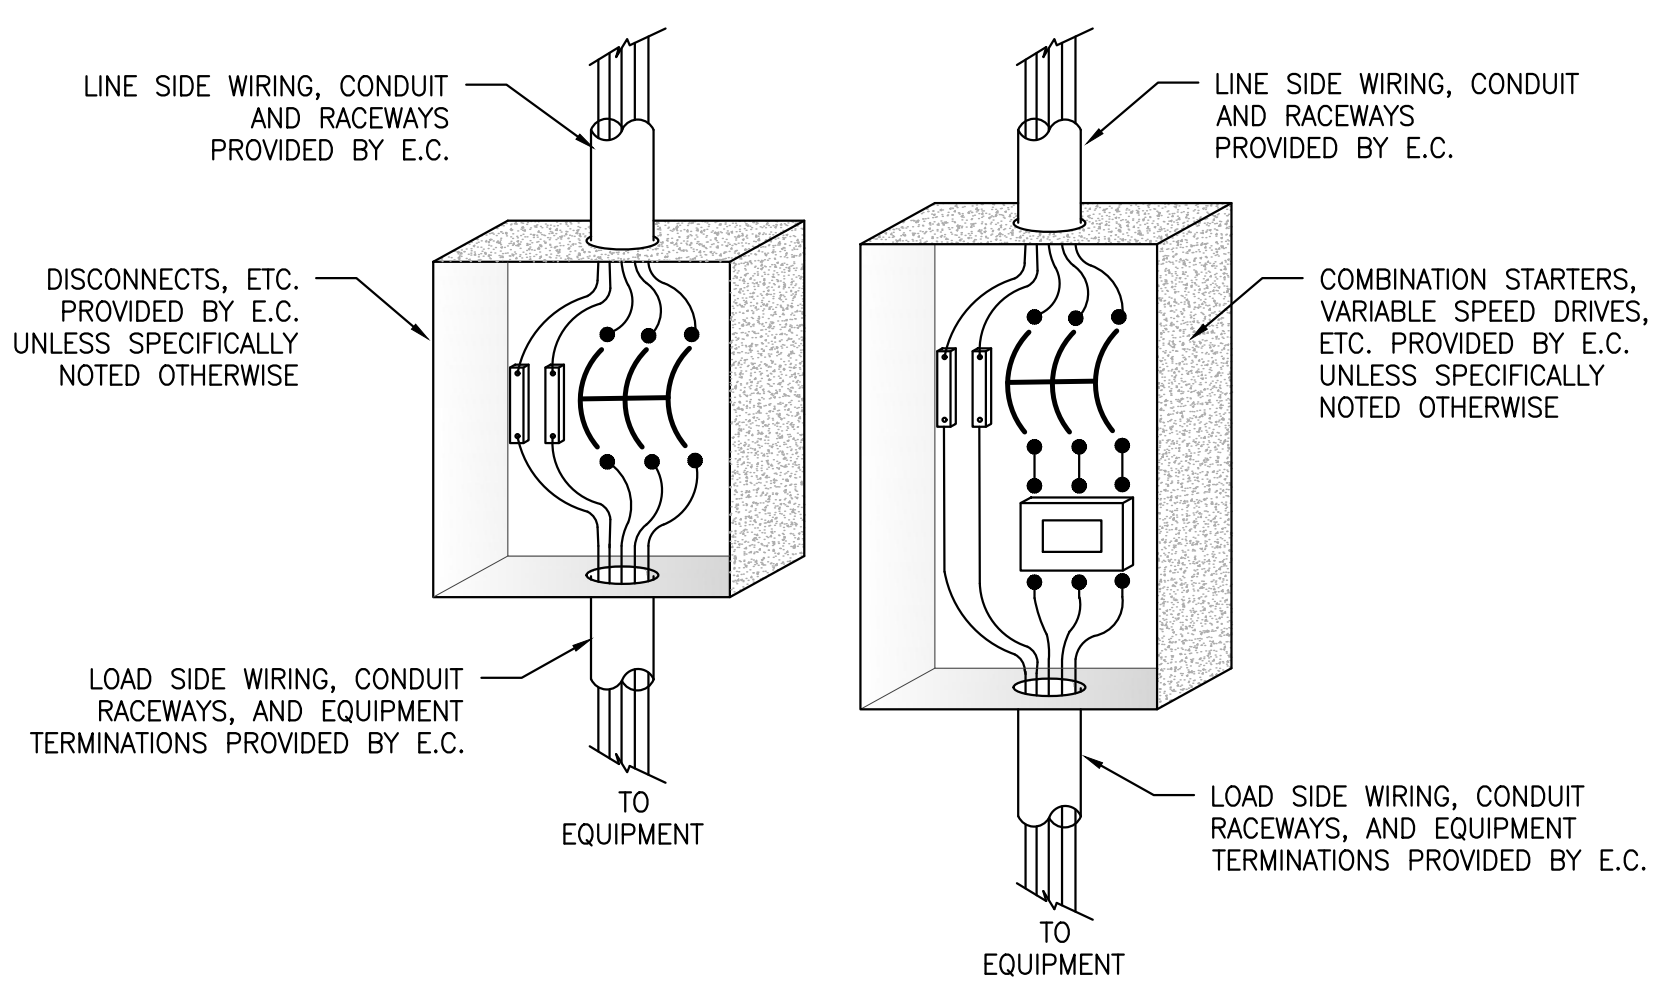 LINE SIDE WIRING, CONDUIT
AND RACEWAYS
PROVIDED BY E.C.
DISCONNECTS, ETC.
PROVIDED BY E.C.
UNLESS SPECIFICALLY
NOTED OTHERWISE
LOAD SIDE WIRING, CONDUIT
RACEWAYS, AND EQUIPMENT
TERMINATIONS PROVIDED BY E.C.
TO
EQUIPMENT
LINE SIDE WIRING, CONDUIT
AND RACEWAYS
PROVIDED BY E.C.
COMBINATION STARTERS,
VARIABLE SPEED DRIVES,
ETC. PROVIDED BY E.C.
UNLESS SPECIFICALLY
NOTED OTHERWISE
LOAD SIDE WIRING, CONDUIT
RACEWAYS, AND EQUIPMENT
TERMINATIONS PROVIDED BY E.C.
TO
EQUIPMENT